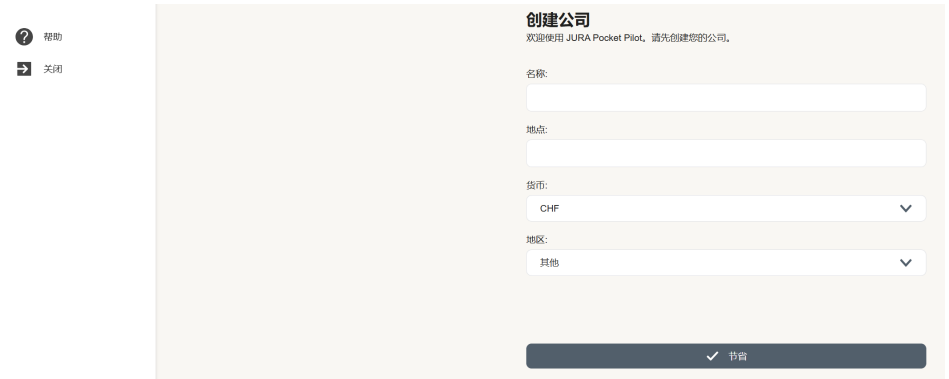 帮助
关闭
创建公司
欢迎使用 JURA Pocket Pilot。请先创建您的公司。
名称:
地点:
货币:
CHF
地区:
其他
节省